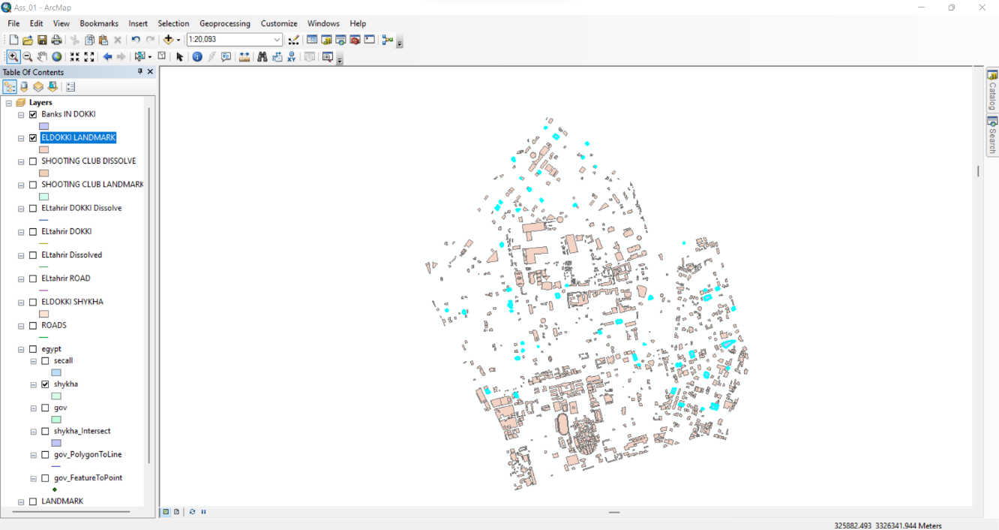 Ass_01 - ArcMap
File Edit View Bookmarks Insert Selection Geoprocessing Customize Windows Help
1:20,093
Table Of Contents
Layers
Banks IN DOKKI
ELDOKKI LANDMARK
SHOOTING CLUB DISSOLVE
SHOOTING CLUB LANDMARK
ELtahrir DOKKI Dissolve
ELtahrir DOKKI
ELtahrir Dissolved
ELtahrir ROAD
ELDOKKI SHYKHA
ROADS
egypt
secall
shykha
gov
shykha_Intersect
gov_PolygonToLine
gov_FeatureToPoint
LANDMARK
Catalog
Search
325882.493 3326341.944 Meters